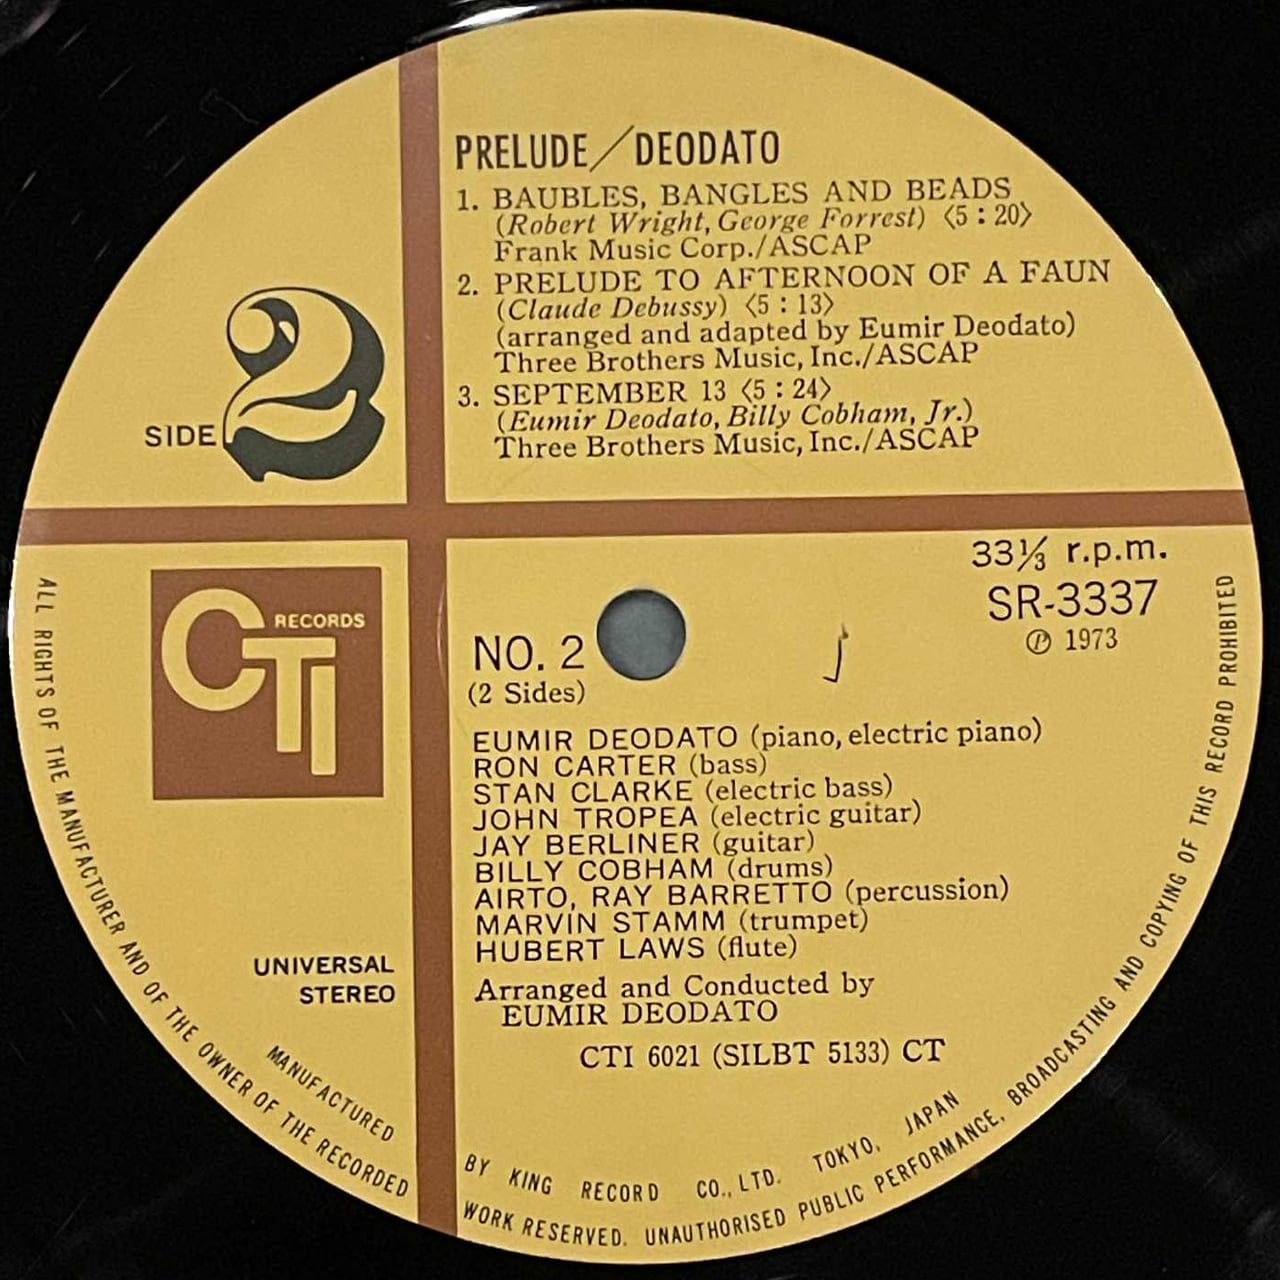 PRELUDE／DEODATO
1. BAUBLES, BANGLES AND BEADS
(Robert Wright, George Forrest) 〈5:20〉
Frank Music Corp./ASCAP
2. PRELUDE TO AFTERNOON OF A FAUN
(Claude Debussy) 〈5:13〉
(arranged and adapted by Eumir Deodato)
Three Brothers Music, Inc./ASCAP
3. SEPTEMBER 13 〈5:24〉
(Eumir Deodato, Billy Cobham, Jr.)
Three Brothers Music, Inc./ASCAP
SIDE 2
CTI RECORDS
33⅓ r.p.m.
SR-3337
Ⓟ 1973
NO. 2
(2 Sides)
EUMIR DEODATO (piano, electric piano)
RON CARTER (bass)
STAN CLARKE (electric bass)
JOHN TROPEA (electric guitar)
JAY BERLINER (guitar)
BILLY COBHAM (drums)
AIRTO, RAY BARRETTO (percussion)
MARVIN STAMM (trumpet)
HUBERT LAWS (flute)
Arranged and Conducted by
EUMIR DEODATO
CTI 6021 (SILBT 5133) CT
UNIVERSAL
STEREO
MANUFACTURED BY KING RECORD CO., LTD. TOKYO, JAPAN
ALL RIGHTS OF THE MANUFACTURER AND OF THE OWNER OF THE RECORDED WORK RESERVED. UNAUTHORISED PUBLIC PERFORMANCE, BROADCASTING AND COPYING OF THIS RECORD PROHIBITED